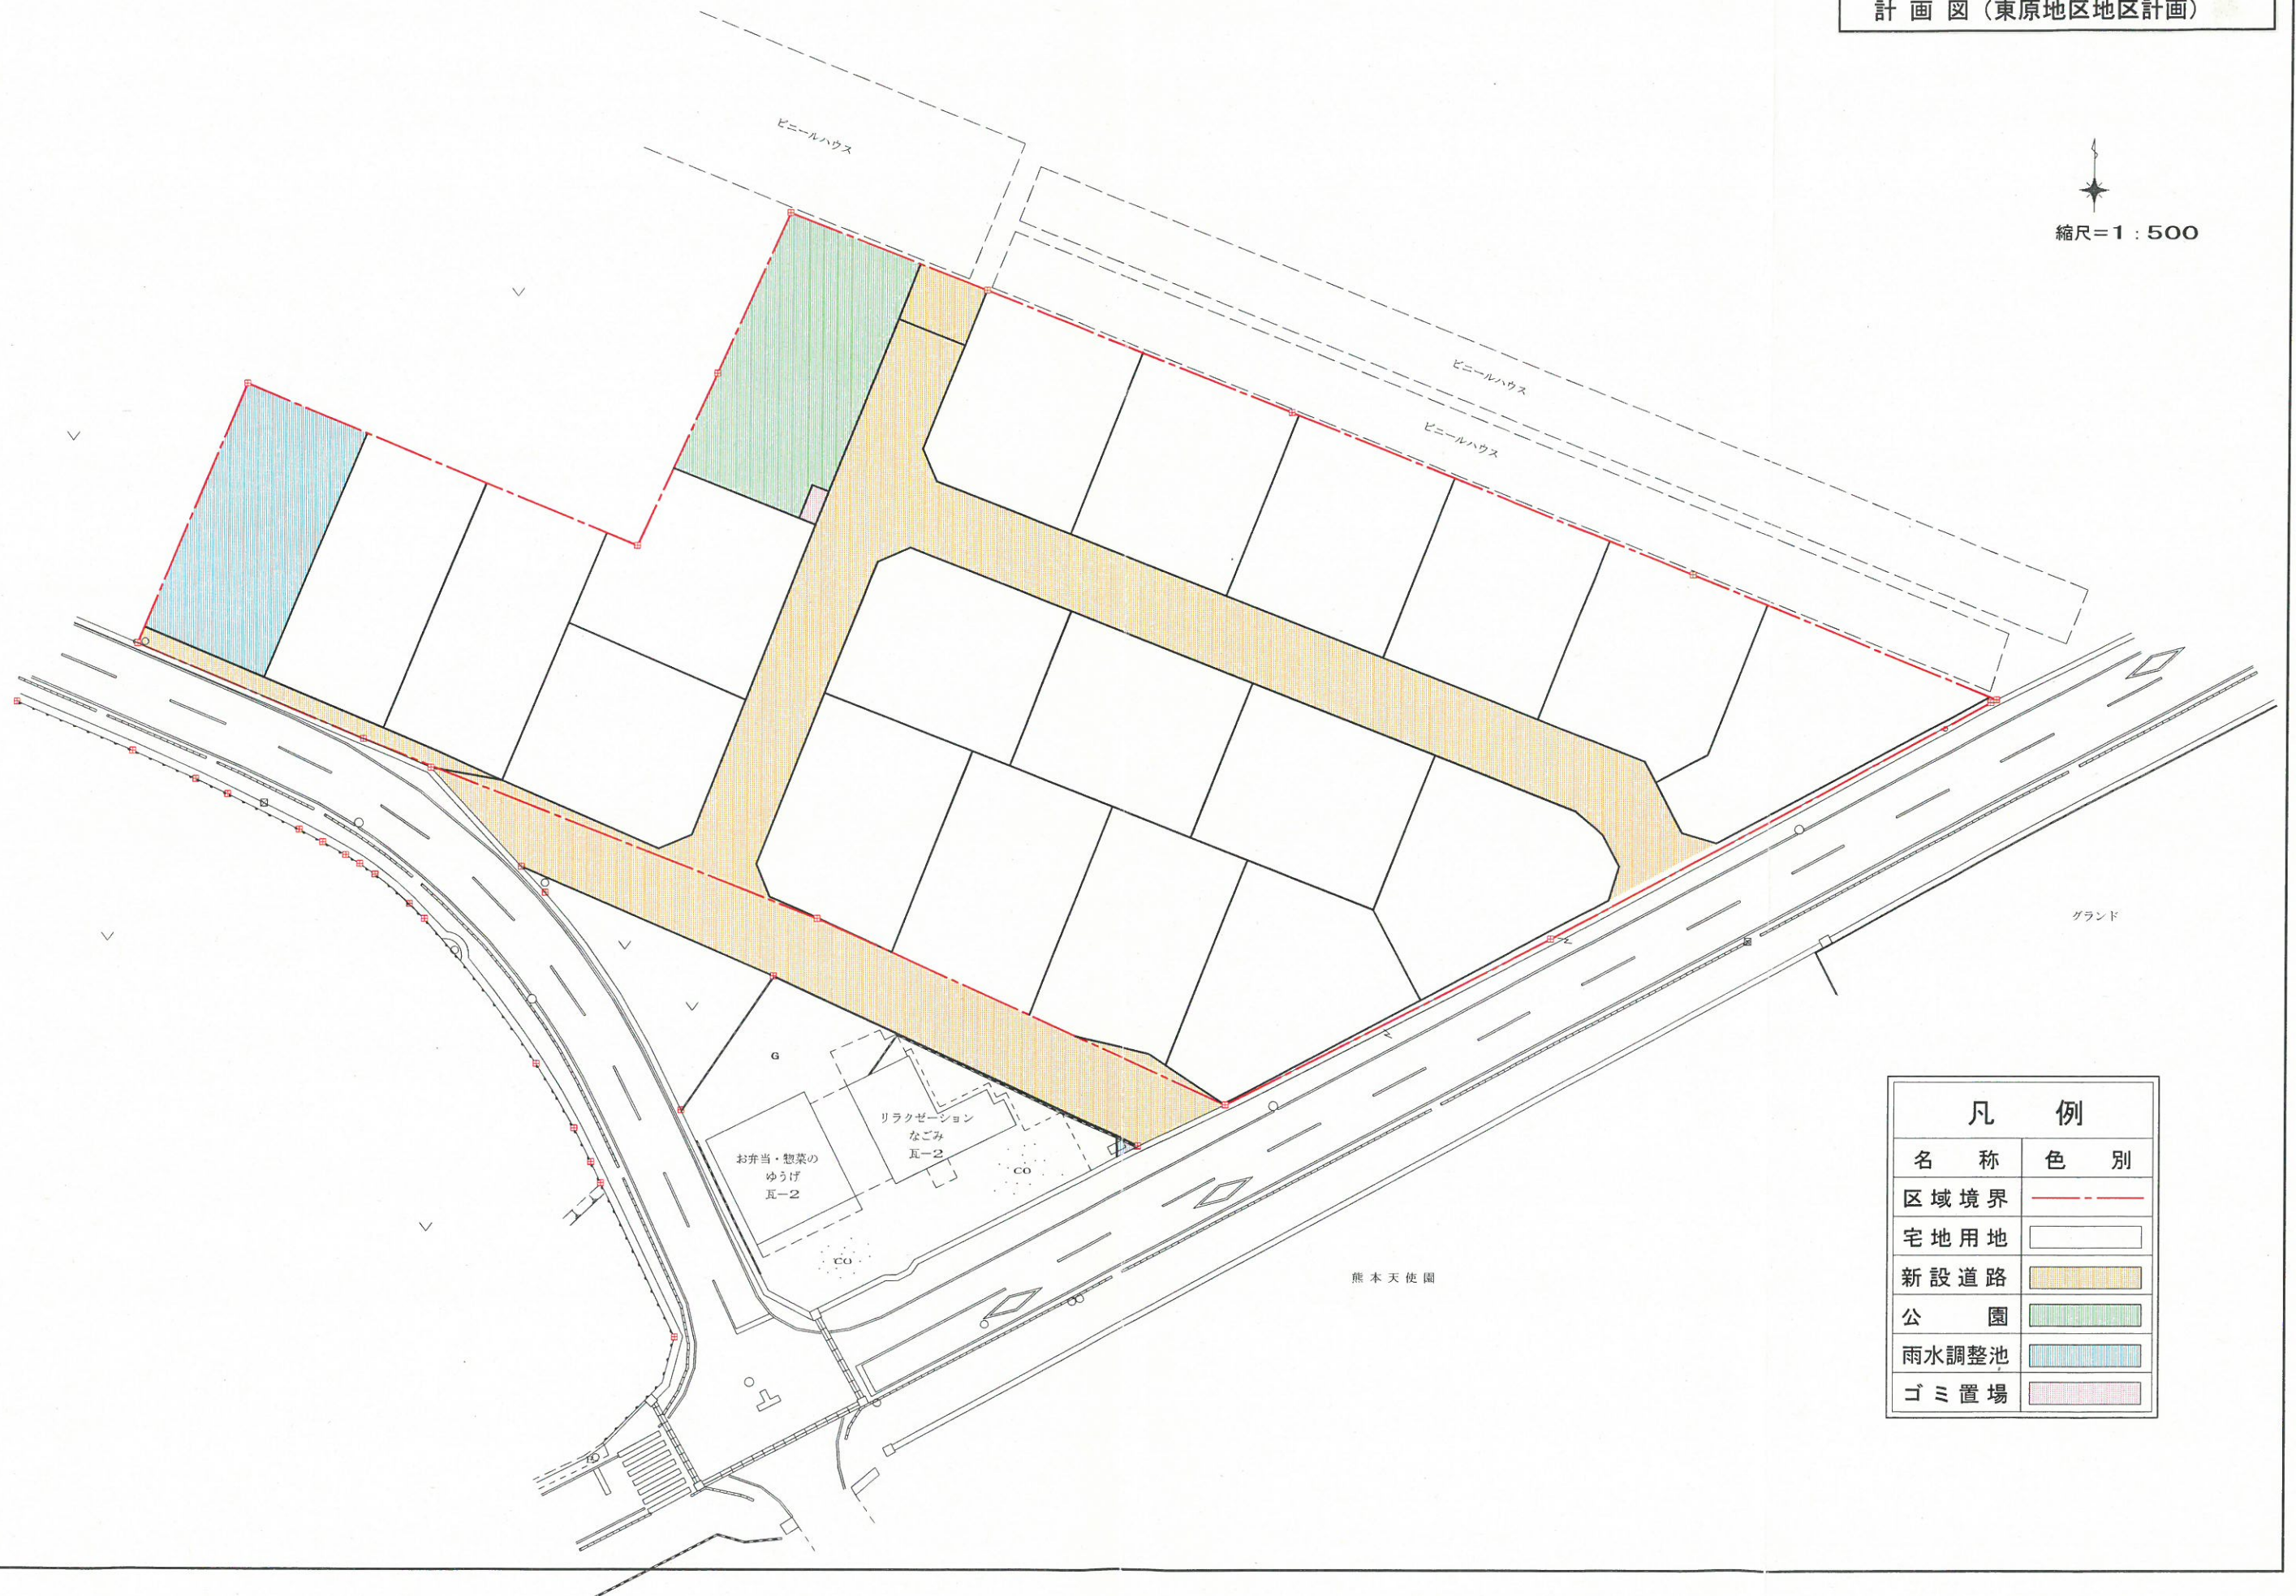 計画図（東原地区地区計画）
縮尺＝1：500
ビニールハウス
ビニールハウス
ビニールハウス
グランド
G
リラクゼーション
なごみ
瓦－2
お弁当・惣菜の
ゆうげ
瓦－2
CO
CO
熊本天使園
凡例
名称 色別
区域境界
宅地用地
新設道路
公園
雨水調整池
ゴミ置場